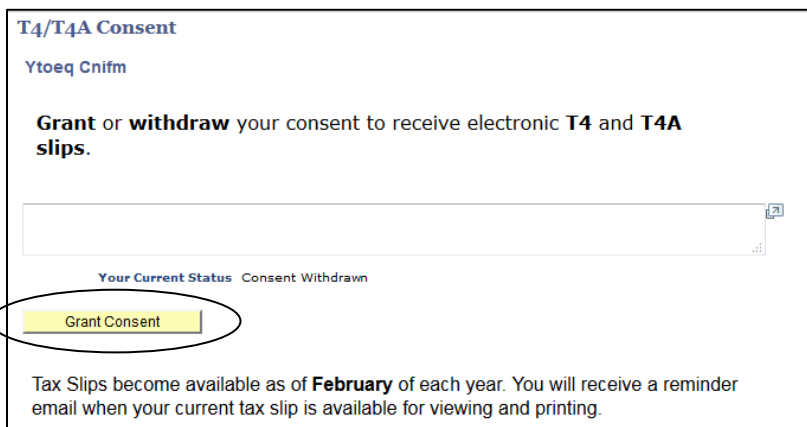 T4/T4A Consent
Ytoeq Cnifm
Grant or withdraw your consent to receive electronic T4 and T4A
slips.
Your Current Status Consent Withdrawn
Grant Consent
Tax Slips become available as of February of each year. You will receive a reminder
email when your current tax slip is available for viewing and printing.